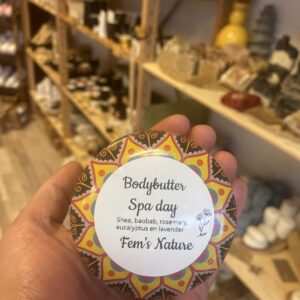 Bodybutter
Spa day
Shea, baobab, rosemary,
eucalyptus en lavender
Fem's Nature